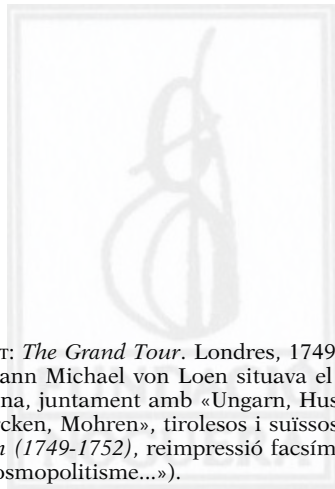 T: The Grand Tour. Londres, 1749
ann Michael von Loen situava el
na, juntament amb «Ungarn, Hus
rcken, Mohren», tirolesos i suïssos
n (1749-1752), reimpressió facsím
osmopolitisme...»).